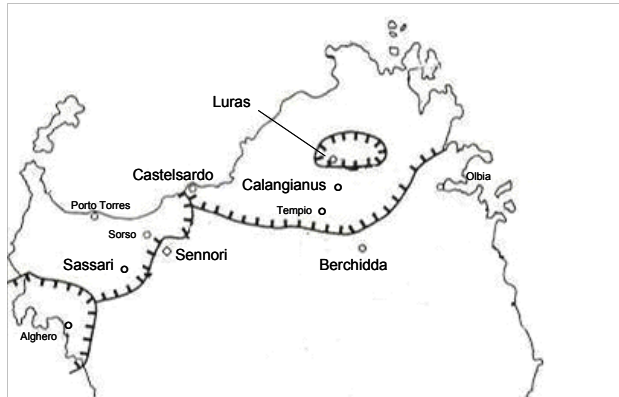 Luras
Castelsardo
Calangianus
Olbia
Porto Torres
Tempio
Sorso
Sennori
Sassari
Berchidda
Alghero